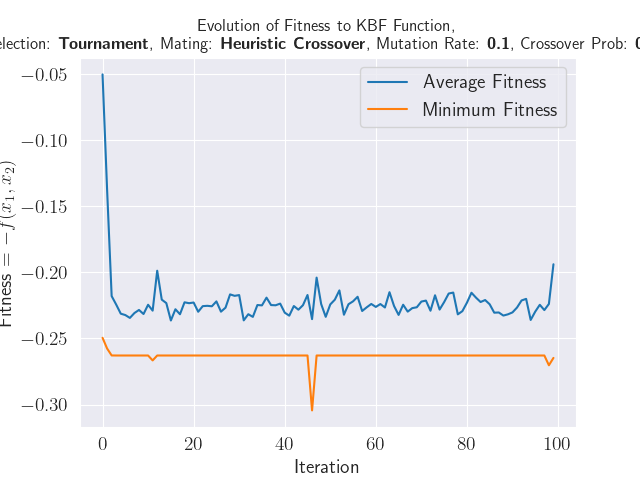 Evolution of Fitness to KBF Function,
election: Tournament, Mating: Heuristic Crossover, Mutation Rate: 0.1, Crossover Prob:
Average Fitness
Minimum Fitness
Fitness = −f(x₁, x₂)
−0.05
−0.10
−0.15
−0.20
−0.25
−0.30
0
20
40
60
80
100
Iteration